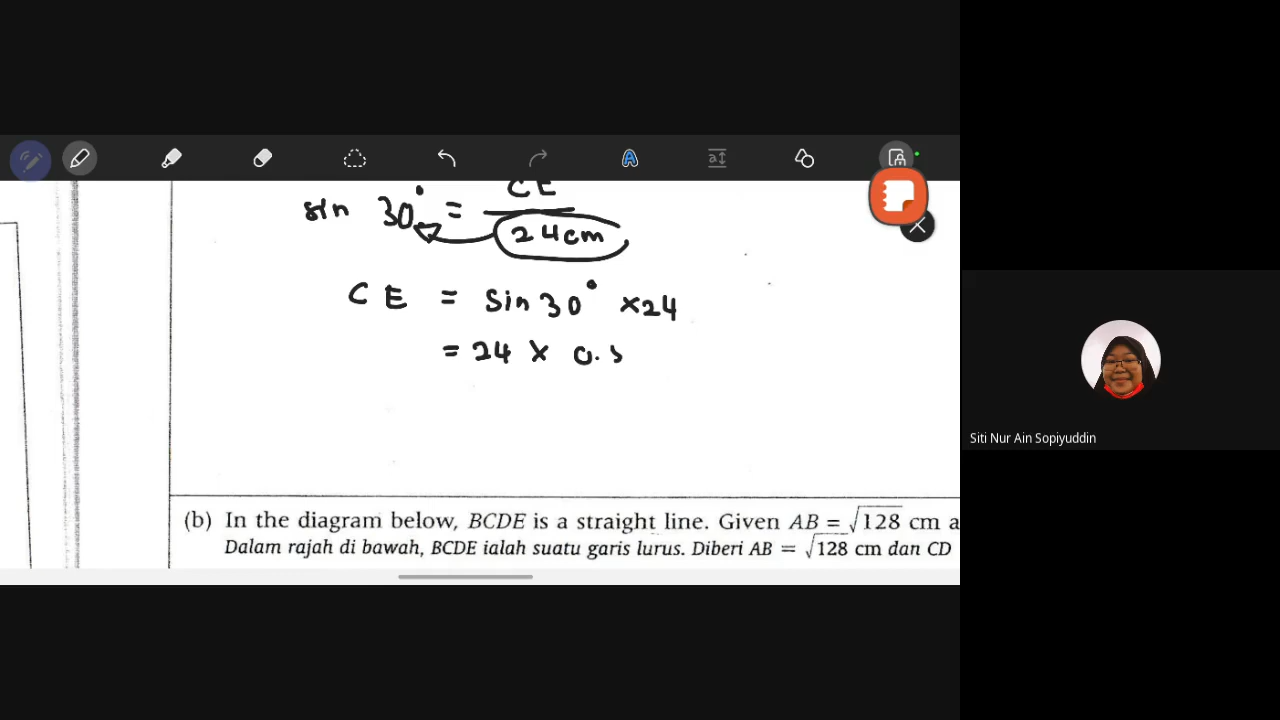 CE
sin 30° = 24cm
CE = sin 30° ×24
= 24 × 0.5
(b) In the diagram below, BCDE is a straight line. Given AB = √128 cm a
Dalam rajah di bawah, BCDE ialah suatu garis lurus. Diberi AB = √128 cm dan CD
Siti Nur Ain Sopiyuddin